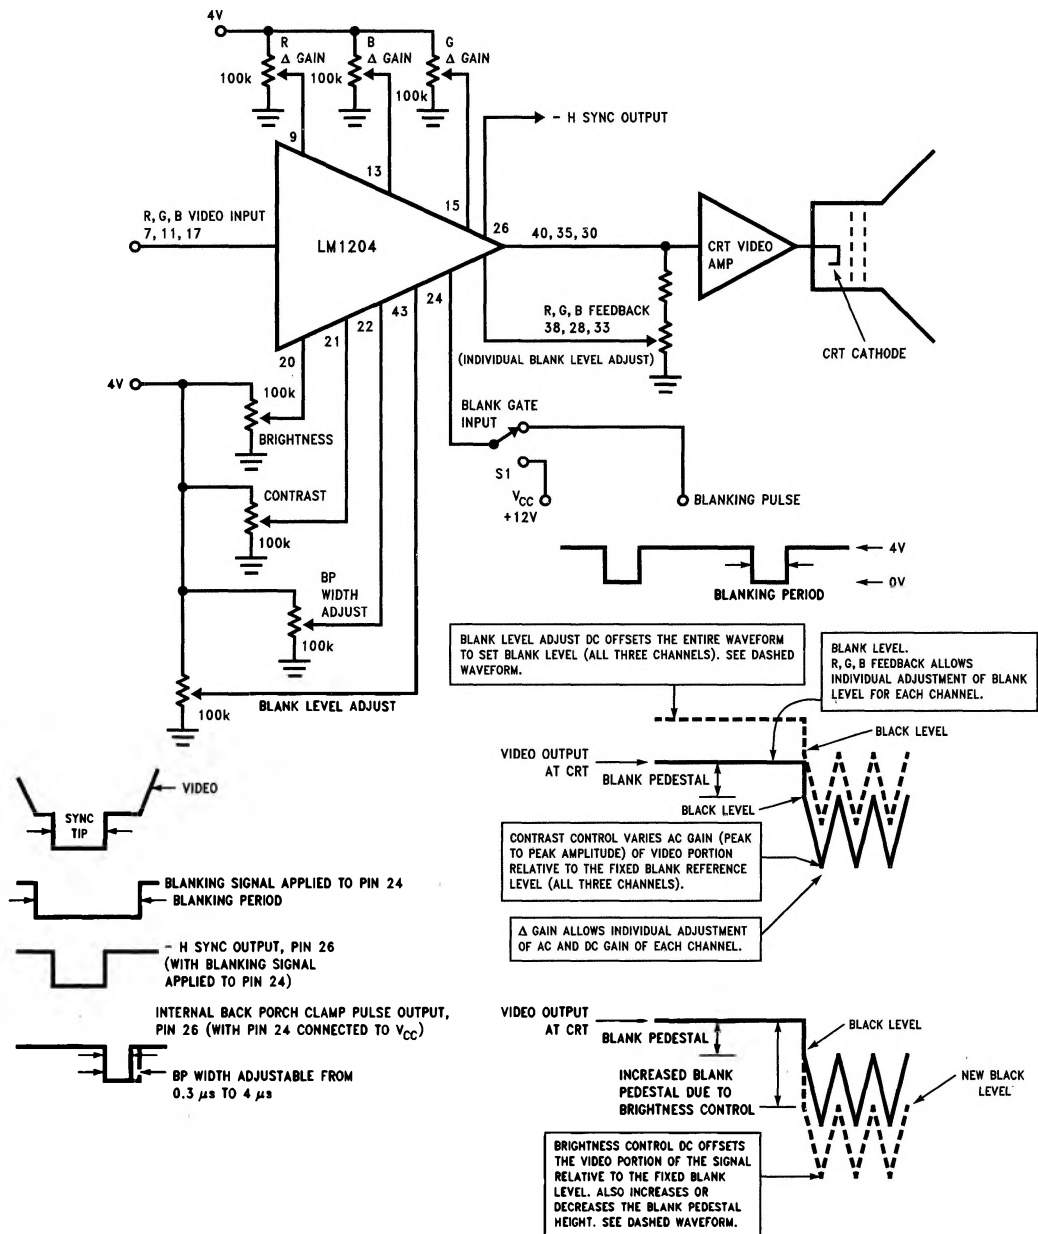 4V
R
Δ GAIN
100k
B
Δ GAIN
100k
G
Δ GAIN
100k
9
13
15
26
– H SYNC OUTPUT
R, G, B VIDEO INPUT
7, 11, 17
LM1204
40, 35, 30
CRT VIDEO
AMP
CRT CATHODE
R, G, B FEEDBACK
38, 28, 33
(INDIVIDUAL BLANK LEVEL ADJUST)
20
21
22
43
24
4V
100k
BRIGHTNESS
CONTRAST
100k
BP
WIDTH
ADJUST
100k
100k
BLANK LEVEL ADJUST
BLANK GATE
INPUT
S1
VCC
+12V
BLANKING PULSE
4V
0V
BLANKING PERIOD
BLANK LEVEL ADJUST DC OFFSETS THE ENTIRE WAVEFORM
TO SET BLANK LEVEL (ALL THREE CHANNELS). SEE DASHED
WAVEFORM.
BLANK LEVEL.
R, G, B FEEDBACK ALLOWS
INDIVIDUAL ADJUSTMENT OF BLANK
LEVEL FOR EACH CHANNEL.
BLACK LEVEL
VIDEO OUTPUT
AT CRT
BLANK PEDESTAL
BLACK LEVEL
CONTRAST CONTROL VARIES AC GAIN (PEAK
TO PEAK AMPLITUDE) OF VIDEO PORTION
RELATIVE TO THE FIXED BLANK REFERENCE
LEVEL (ALL THREE CHANNELS).
Δ GAIN ALLOWS INDIVIDUAL ADJUSTMENT
OF AC AND DC GAIN OF EACH CHANNEL.
VIDEO
SYNC
TIP
BLANKING SIGNAL APPLIED TO PIN 24
BLANKING PERIOD
– H SYNC OUTPUT, PIN 26
(WITH BLANKING SIGNAL
APPLIED TO PIN 24)
INTERNAL BACK PORCH CLAMP PULSE OUTPUT,
PIN 26 (WITH PIN 24 CONNECTED TO VCC)
BP WIDTH ADJUSTABLE FROM
0.3 μs TO 4 μs
VIDEO OUTPUT
AT CRT
BLANK PEDESTAL
BLACK LEVEL
INCREASED BLANK
PEDESTAL DUE TO
BRIGHTNESS CONTROL
NEW BLACK
LEVEL
BRIGHTNESS CONTROL DC OFFSETS
THE VIDEO PORTION OF THE SIGNAL
RELATIVE TO THE FIXED BLANK
LEVEL. ALSO INCREASES OR
DECREASES THE BLANK PEDESTAL
HEIGHT. SEE DASHED WAVEFORM.